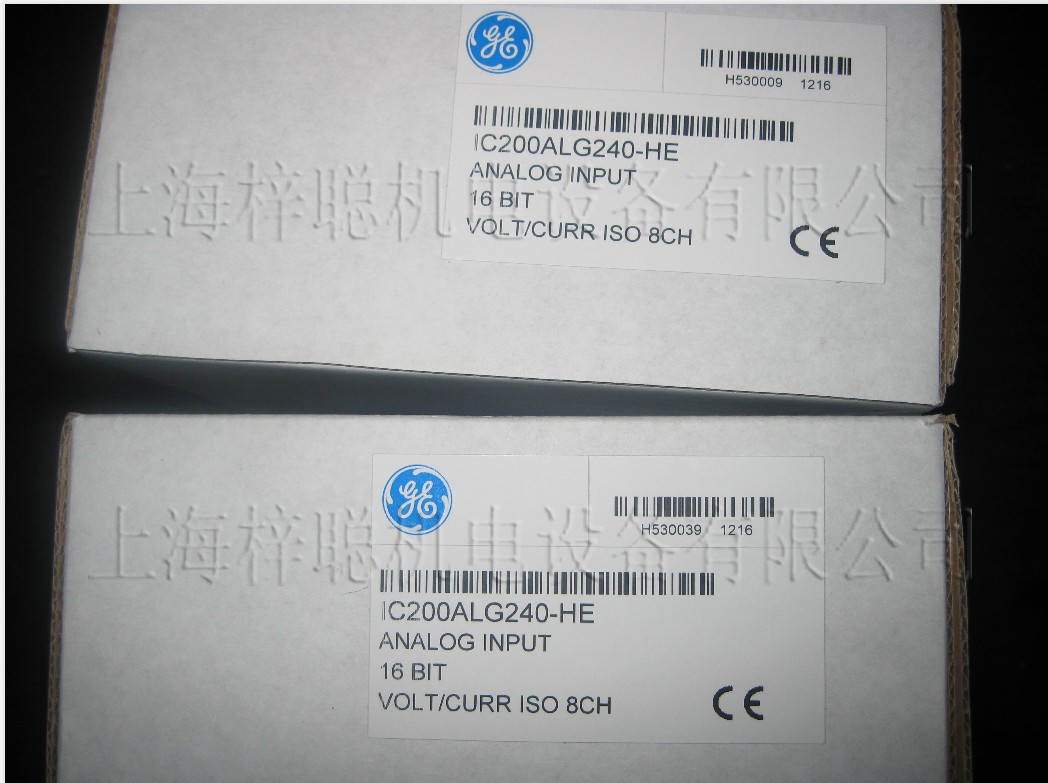 GE
H530009 1216
IC200ALG240-HE
ANALOG INPUT
16 BIT
VOLT/CURR ISO 8CH
CE
上海梓聪机电设备有限公司
GE
H530039 1216
上海梓聪机电设备有限公司
IC200ALG240-HE
ANALOG INPUT
16 BIT
VOLT/CURR ISO 8CH
CE